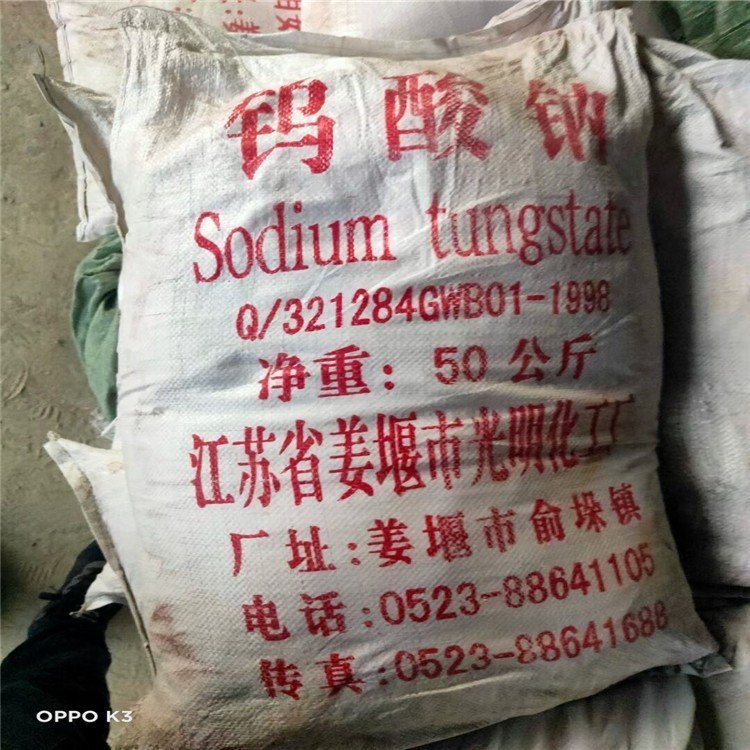 钨酸钠
Sodium tungstate
Q/321284GWB01-1998
净重：50公斤
江苏省姜堰市光明化工厂
厂址：姜堰市俞垛镇
电话：0523-88641105
传真：0523-88641688
OPPO K3